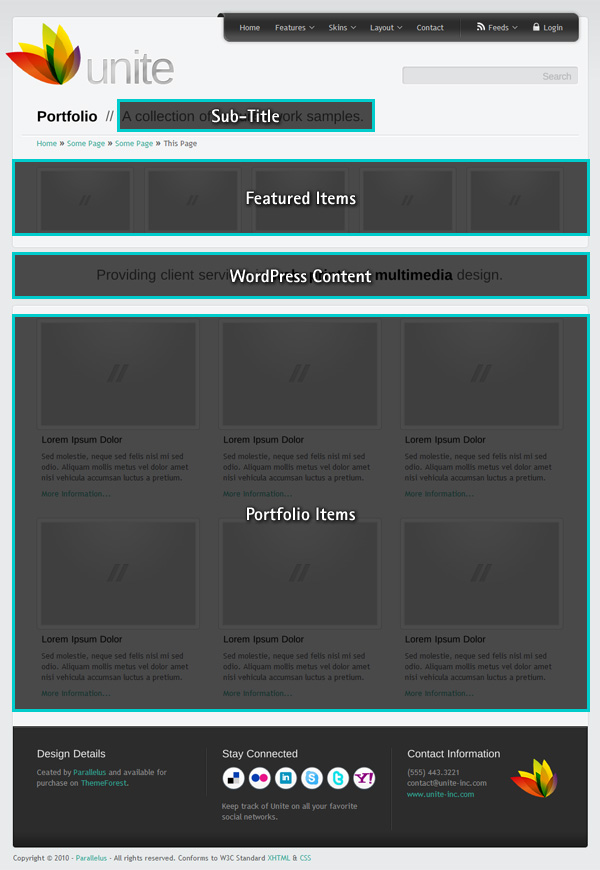 Home Features Skins Layout Contact Feeds Login
unite
Search
Portfolio // A collection of work samples.
Sub-Title
Home » Some Page » Some Page » This Page
Featured Items
Providing client multimedia design.
WordPress Content
Lorem Ipsum Dolor
Sed molestie, neque sed felis nisl mi sed
odio. Aliquam mollis metus vel dolor amet
nisi vehicula accumsan luctus a pretium.
More Information...
Lorem Ipsum Dolor
Sed molestie, neque sed felis nisl mi sed
odio. Aliquam mollis metus vel dolor amet
nisi vehicula accumsan luctus a pretium.
More Information...
Lorem Ipsum Dolor
Sed molestie, neque sed felis nisl mi sed
odio. Aliquam mollis metus vel dolor amet
nisi vehicula accumsan luctus a pretium.
More Information...
Portfolio Items
Lorem Ipsum Dolor
Sed molestie, neque sed felis nisl mi sed
odio. Aliquam mollis metus vel dolor amet
nisi vehicula accumsan luctus a pretium.
More Information...
Lorem Ipsum Dolor
Sed molestie, neque sed felis nisl mi sed
odio. Aliquam mollis metus vel dolor amet
nisi vehicula accumsan luctus a pretium.
More Information...
Lorem Ipsum Dolor
Sed molestie, neque sed felis nisl mi sed
odio. Aliquam mollis metus vel dolor amet
nisi vehicula accumsan luctus a pretium.
More Information...
Design Details
Ceated by Parallelus and available for
purchase on ThemeForest.
Stay Connected
in S t Y!
Keep track of Unite on all your favorite
social networks.
Contact Information
(555) 443.3221
contact@unite-inc.com
www.unite-inc.com
Copyright © 2010 - Parallelus - All rights reserved. Conforms to W3C Standard XHTML & CSS